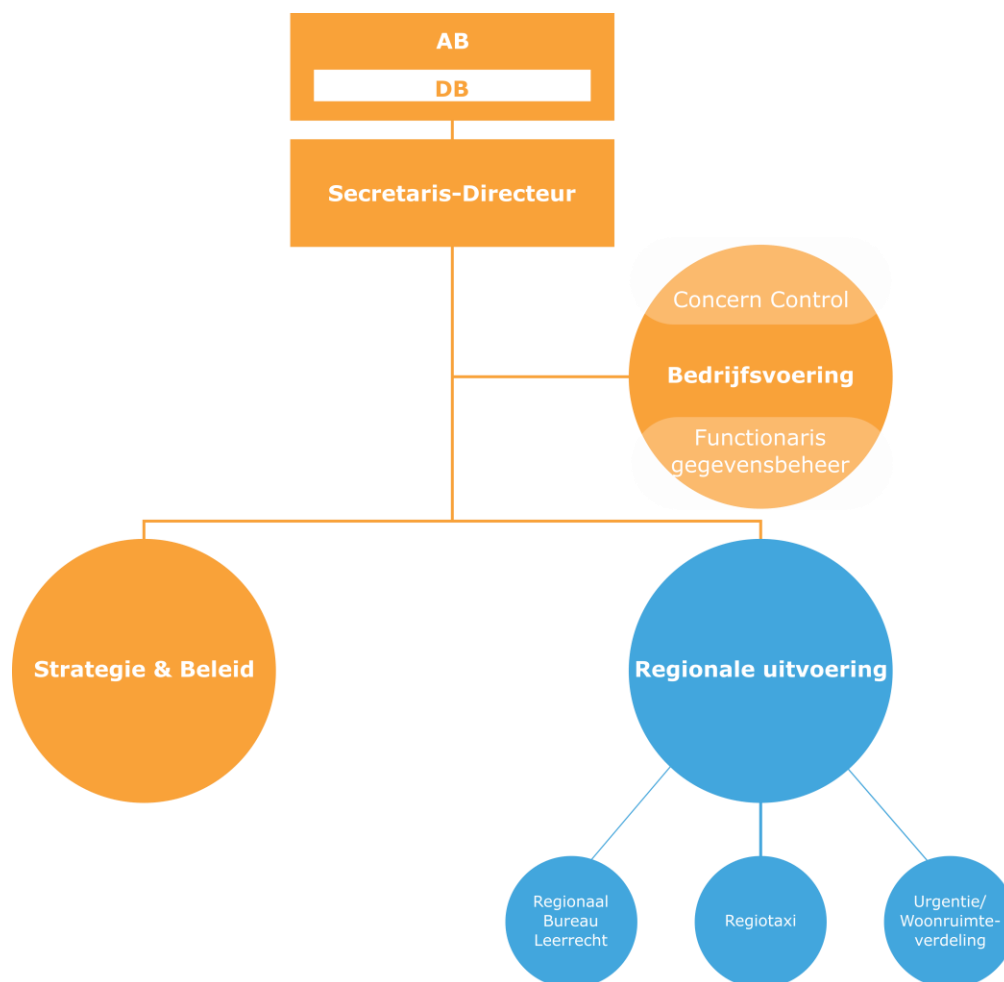 AB
DB
Secretaris-Directeur
Concern Control
Bedrijfsvoering
Functionaris
gegevensbeheer
Strategie & Beleid
Regionale uitvoering
Regionaal
Bureau
Leerrecht
Regiotaxi
Urgentie/
Woonruimte-
verdeling